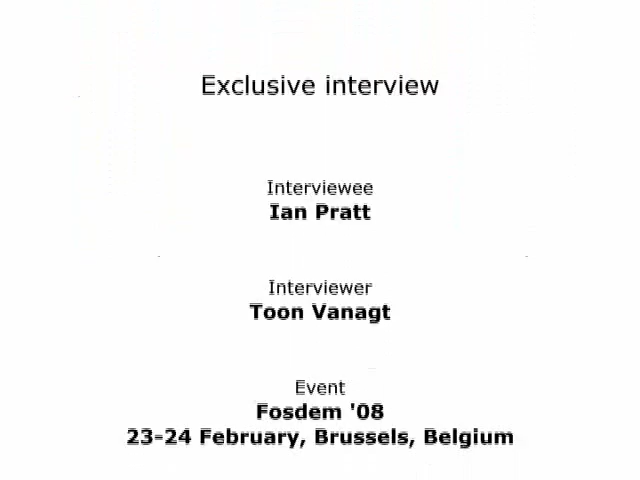 Exclusive interview
Interviewee
Ian Pratt
Interviewer
Toon Vanagt
Event
Fosdem '08
23-24 February, Brussels, Belgium